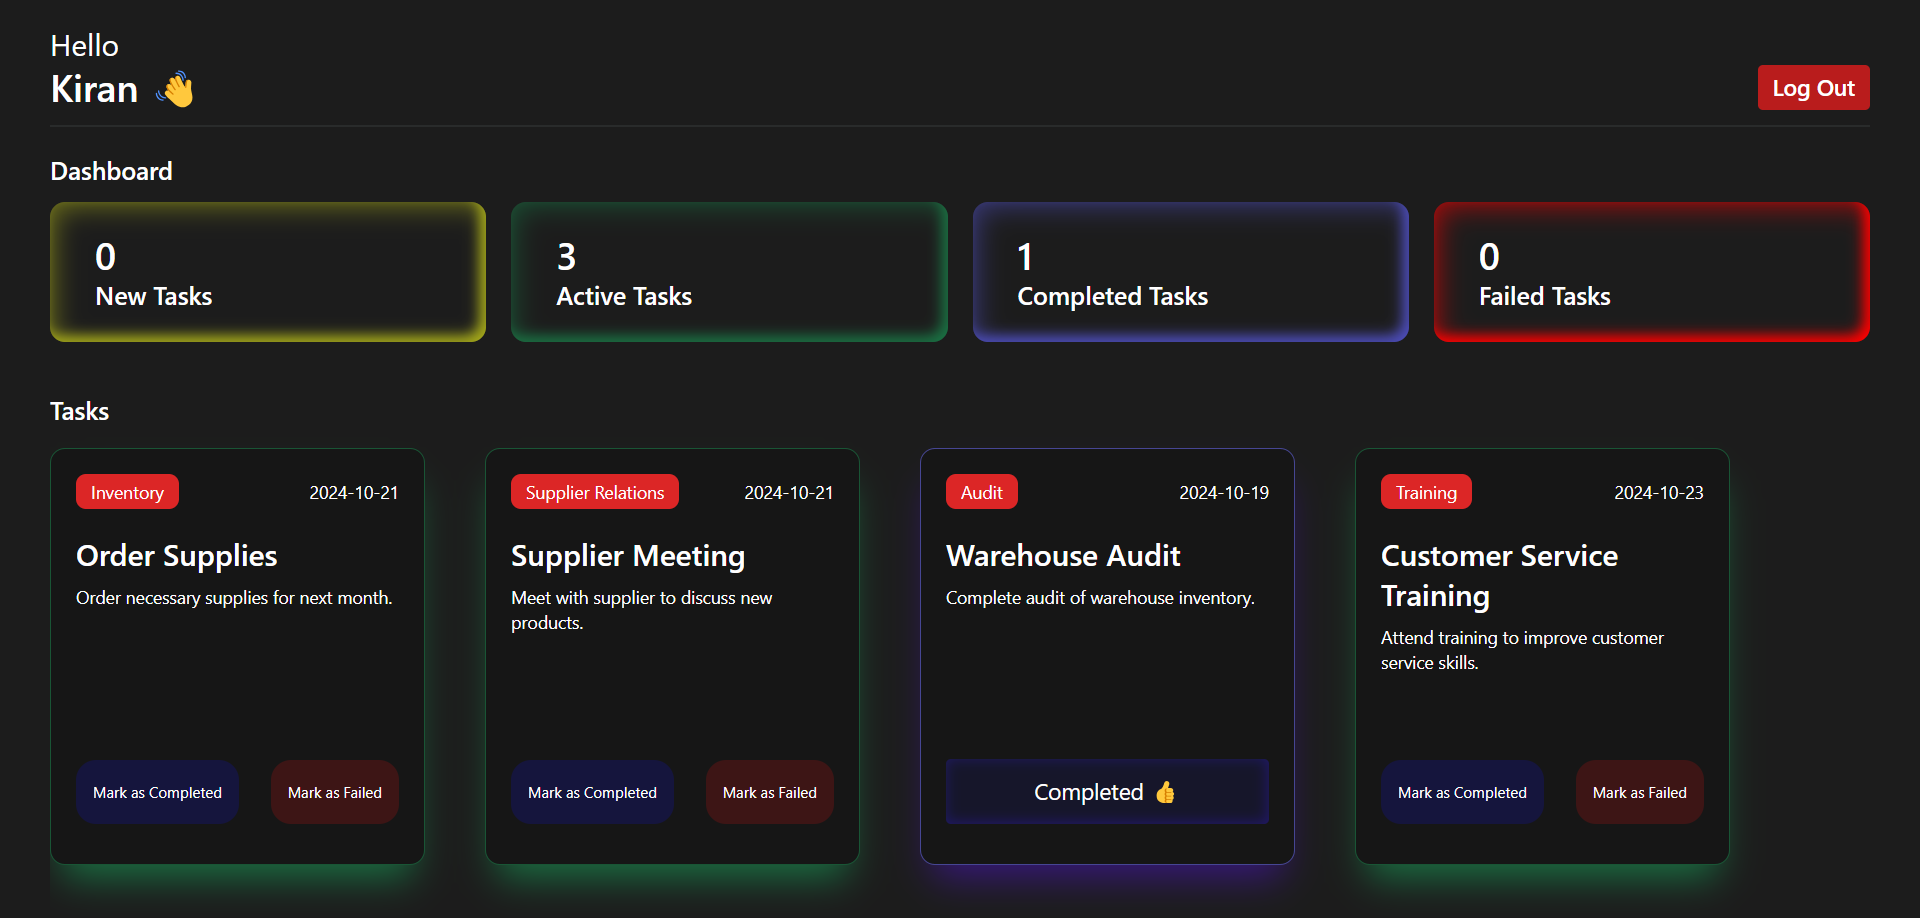 Hello
Kiran 👋
Log Out
Dashboard
0
New Tasks
3
Active Tasks
1
Completed Tasks
0
Failed Tasks
Tasks
Inventory
2024-10-21
Order Supplies
Order necessary supplies for next month.
Mark as Completed
Mark as Failed
Supplier Relations
2024-10-21
Supplier Meeting
Meet with supplier to discuss new
products.
Mark as Completed
Mark as Failed
Audit
2024-10-19
Warehouse Audit
Complete audit of warehouse inventory.
Completed 👍
Training
2024-10-23
Customer Service
Training
Attend training to improve customer
service skills.
Mark as Completed
Mark as Failed